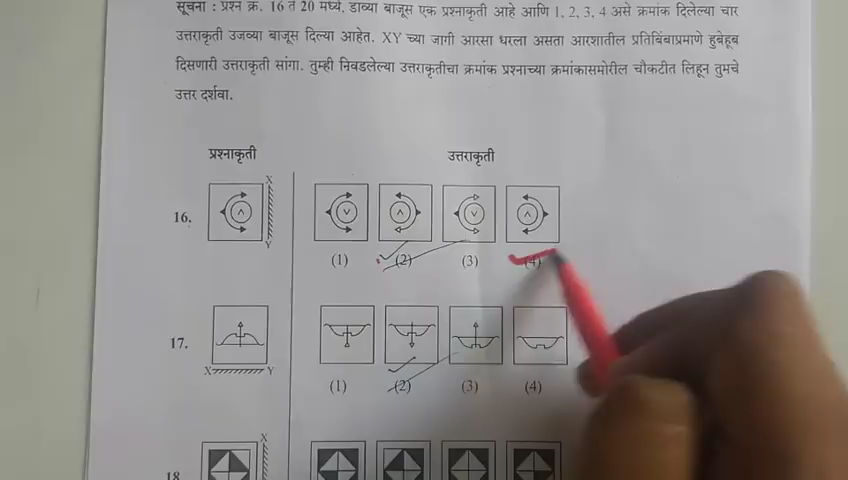 सूचना : प्रश्न क्र. 16 ते 20 मध्ये, डाव्या बाजूस एक प्रश्नाकृती आहे आणि 1, 2, 3, 4 असे क्रमांक दिलेल्या चार
उत्तराकृती उजव्या बाजूस दिल्या आहेत. XY च्या जागी आरसा धरला असता आरशातील प्रतिबिंबाप्रमाणे हुबेहूब
दिसणारी उत्तराकृती सांगा. तुम्ही निवडलेल्या उत्तराकृतीचा क्रमांक प्रश्नाच्या क्रमांकासमोरील चौकटीत लिहून तुमचे
उत्तर दर्शवा.
प्रश्नाकृती उत्तराकृती
X
16.
Y
(1) (2) (3) (4)
17.
X Y
(1) (2) (3) (4)
X
18